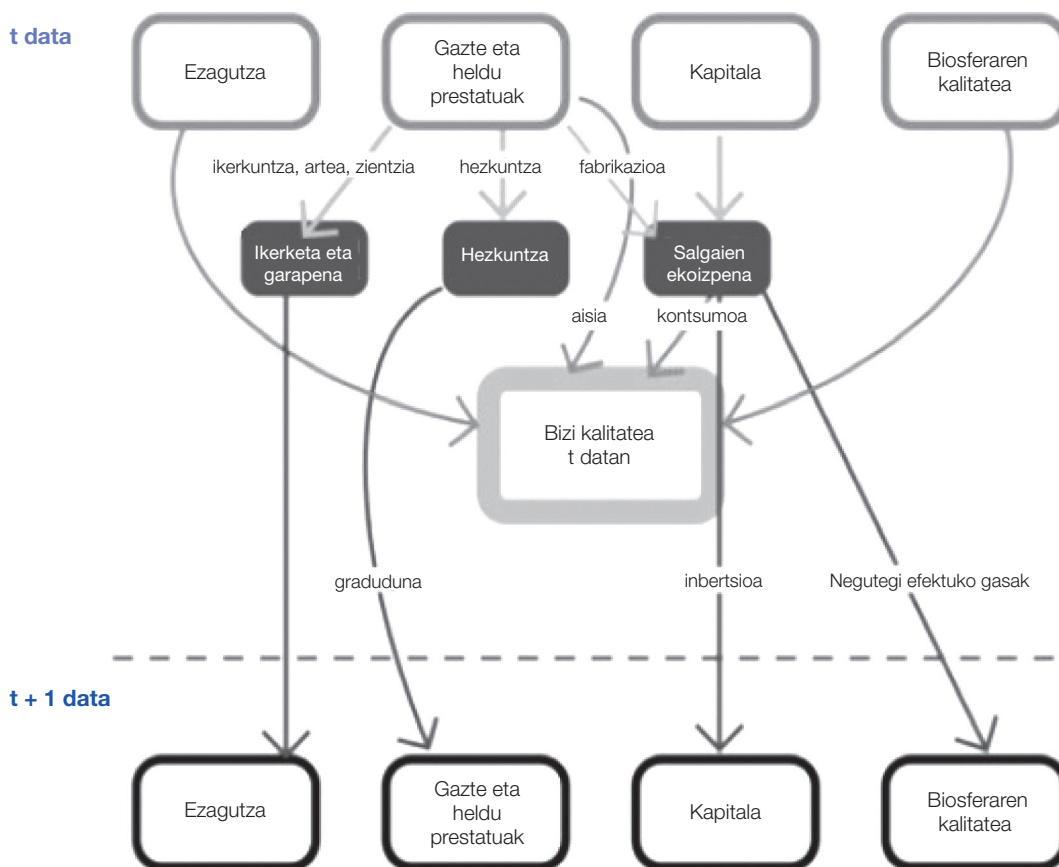 t data
Ezagutza
Gazte eta
heldu
prestatuak
Kapitala
Biosferaren
kalitatea
ikerkuntza, artea, zientzia
hezkuntza
fabrikazioa
Ikerketa eta
garapena
Hezkuntza
Salgaien
ekoizpena
aisia
kontsumoa
Bizi kalitatea
t datan
graduduna
inbertsioa
Negutegi efektuko gasak
t + 1 data
Ezagutza
Gazte eta
heldu
prestatuak
Kapitala
Biosferaren
kalitatea